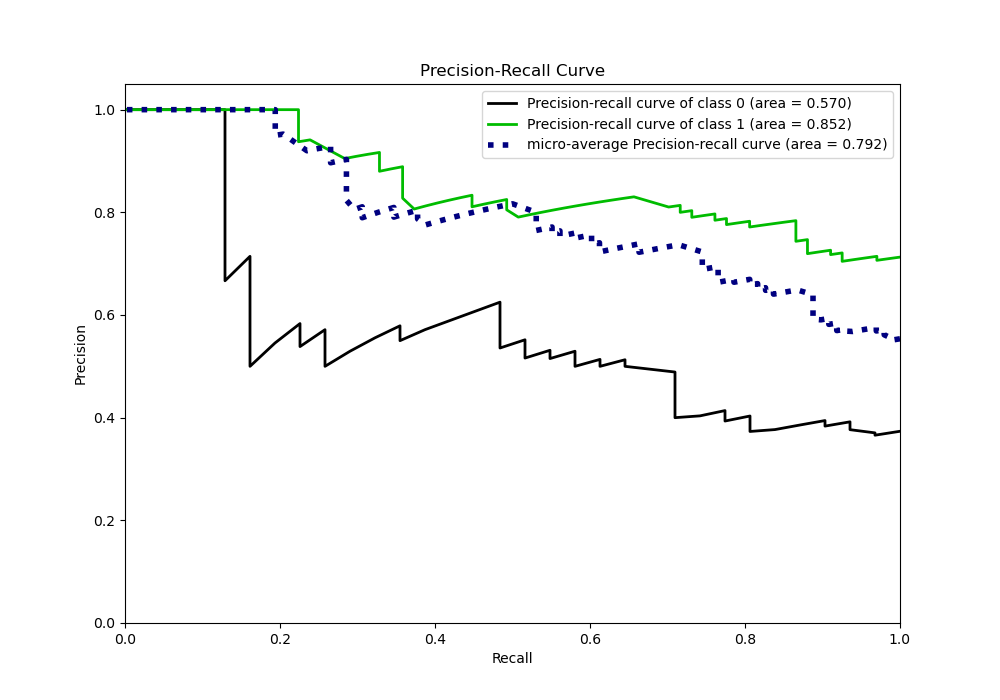 Precision-Recall Curve
Precision-recall curve of class 0 (area = 0.570)
Precision-recall curve of class 1 (area = 0.852)
micro-average Precision-recall curve (area = 0.792)
1.0
0.8
0.6
0.4
0.2
0.0
Precision
0.0 0.2 0.4 0.6 0.8 1.0
Recall